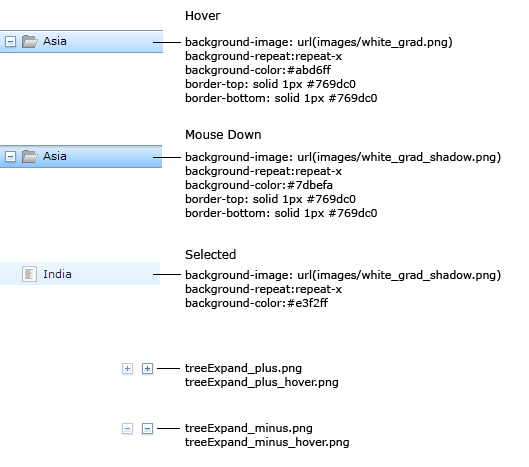 Hover
Asia
background-image: url(images/white_grad.png)
background-repeat:repeat-x
background-color:#abd6ff
border-top: solid 1px #769dc0
border-bottom: solid 1px #769dc0
Mouse Down
Asia
background-image: url(images/white_grad_shadow.png)
background-repeat:repeat-x
background-color:#7dbefa
border-top: solid 1px #769dc0
border-bottom: solid 1px #769dc0
Selected
India
background-image: url(images/white_grad_shadow.png)
background-repeat:repeat-x
background-color:#e3f2ff
treeExpand_plus.png
treeExpand_plus_hover.png
treeExpand_minus.png
treeExpand_minus_hover.png